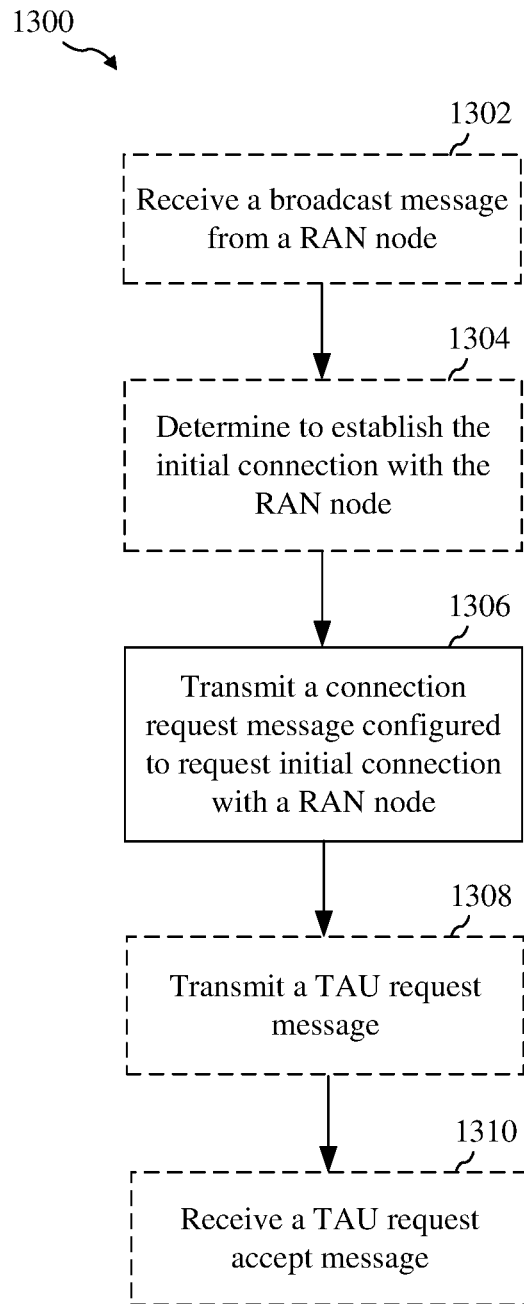 1300
1302
Receive a broadcast message
from a RAN node
1304
Determine to establish the
initial connection with the
RAN node
1306
Transmit a connection
request message configured
to request initial connection
with a RAN node
1308
Transmit a TAU request
message
1310
Receive a TAU request
accept message